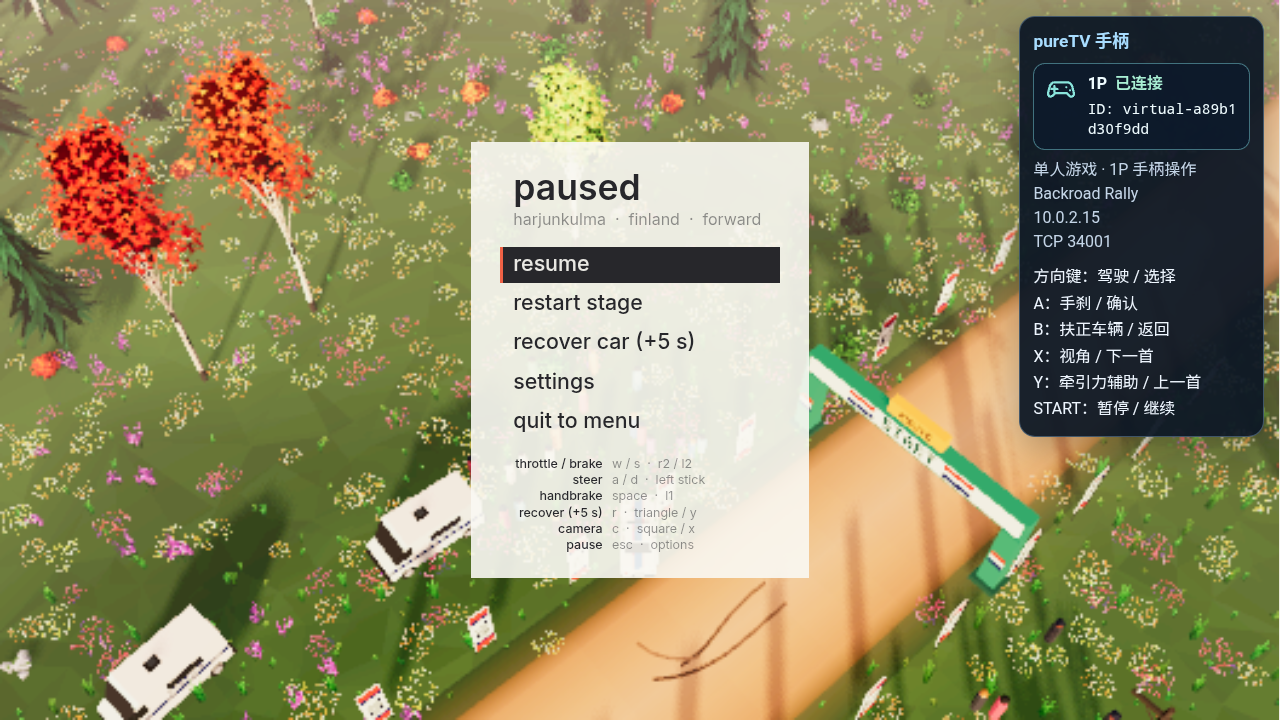 paused
harjunkulma · finland · forward
resume
restart stage
recover car (+5 s)
settings
quit to menu
throttle / brake w / s · r2 / l2
steer a / d · left stick
handbrake space · l1
recover (+5 s) r · triangle / y
camera c · square / x
pause esc · options
START
pureTV 手柄
1P 已连接
ID: virtual-a89b1
d30f9dd
单人游戏 · 1P 手柄操作
Backroad Rally
10.0.2.15
TCP 34001
方向键：驾驶 / 选择
A：手刹 / 确认
B：扶正车辆 / 返回
X：视角 / 下一首
Y：牵引力辅助 / 上一首
START：暂停 / 继续